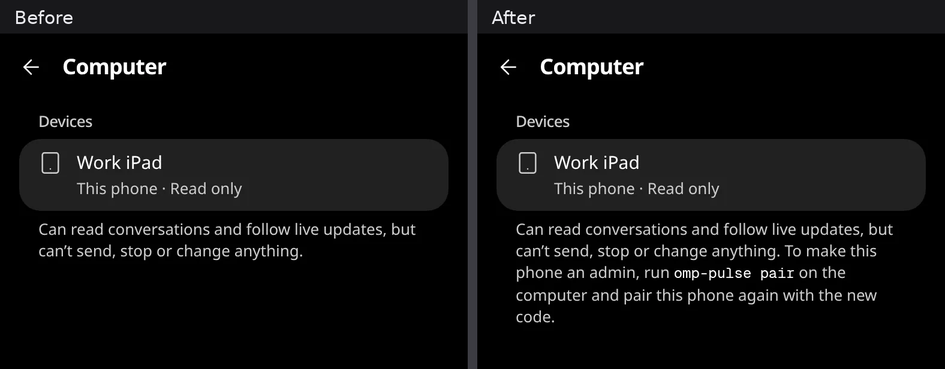 Before
Computer
Devices
Work iPad
This phone · Read only
Can read conversations and follow live updates, but
can’t send, stop or change anything.
After
Computer
Devices
Work iPad
This phone · Read only
Can read conversations and follow live updates, but
can’t send, stop or change anything. To make this
phone an admin, run omp-pulse pair on the
computer and pair this phone again with the new
code.